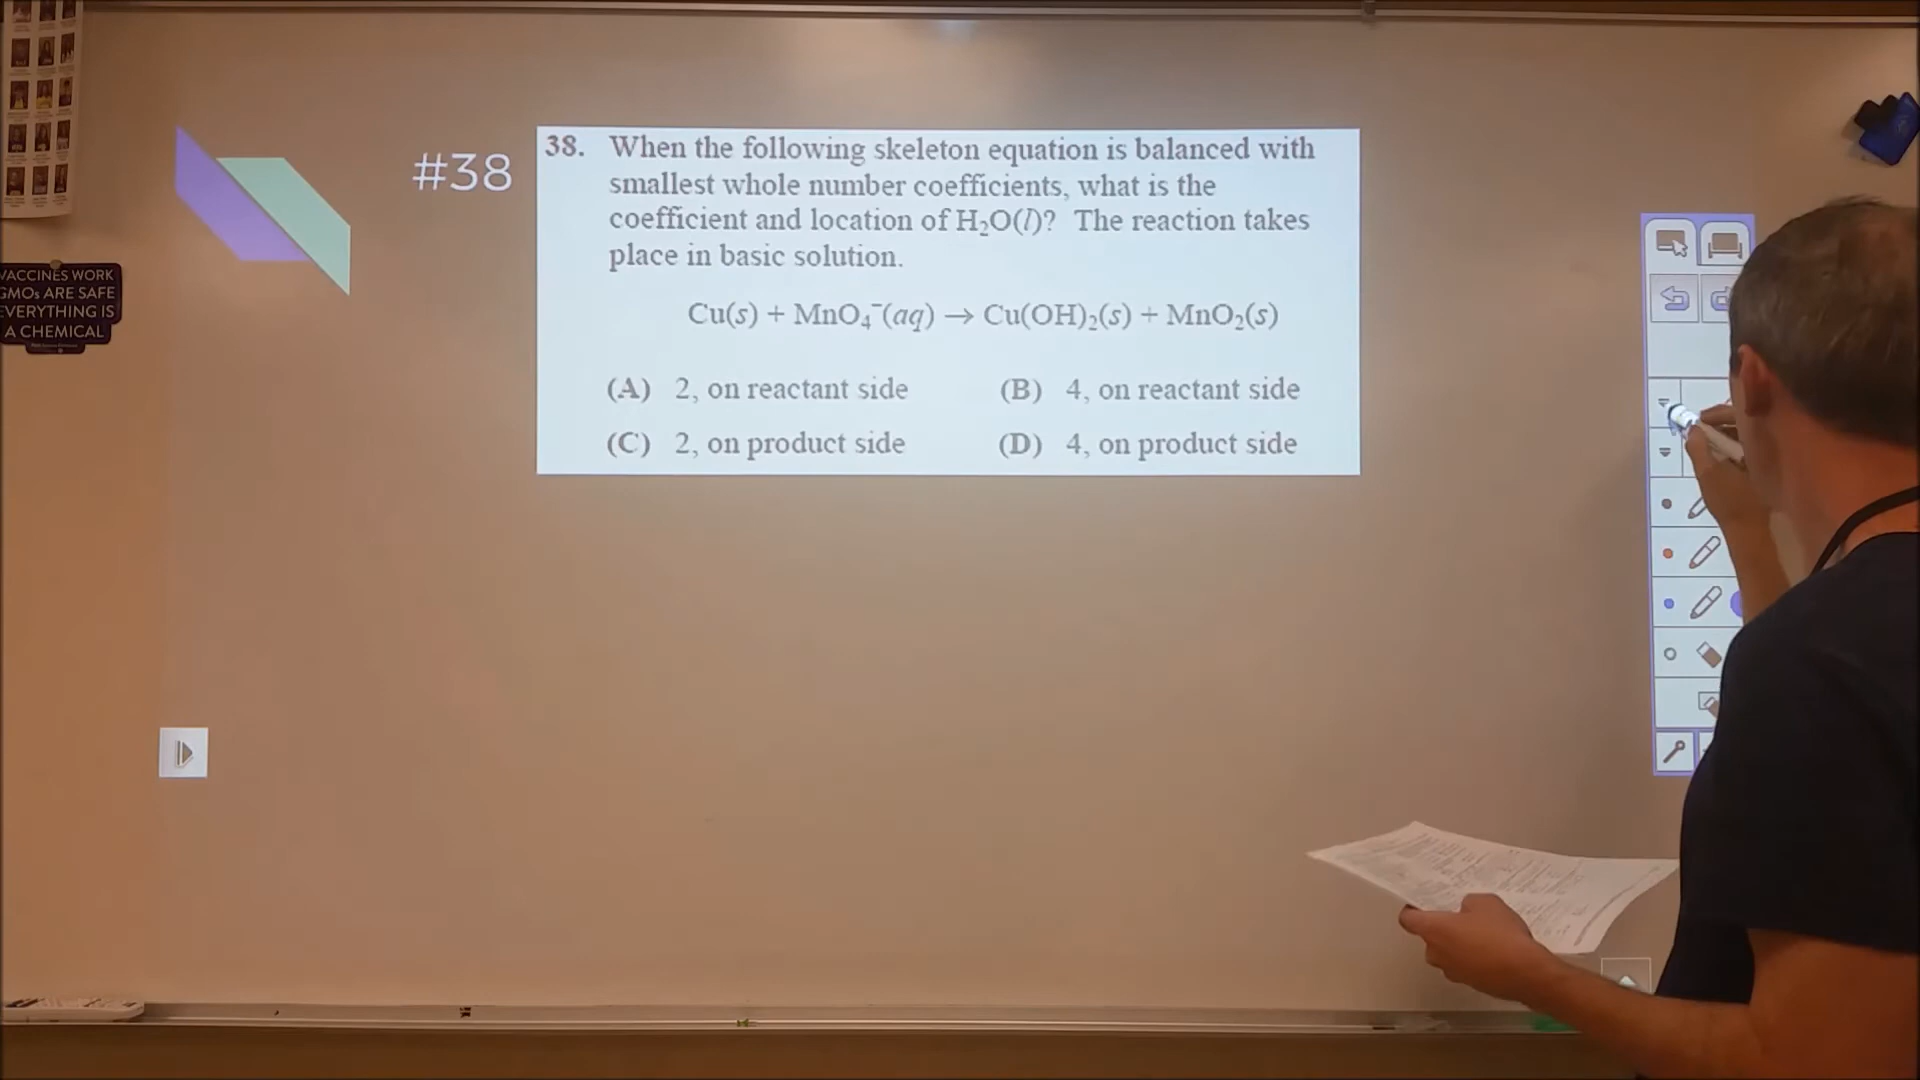 #38
38. When the following skeleton equation is balanced with
smallest whole number coefficients, what is the
coefficient and location of H₂O(l)? The reaction takes
place in basic solution.
Cu(s) + MnO₄⁻(aq) → Cu(OH)₂(s) + MnO₂(s)
(A) 2, on reactant side (B) 4, on reactant side
(C) 2, on product side (D) 4, on product side
VACCINES WORK
GMOs ARE SAFE
EVERYTHING IS
A CHEMICAL